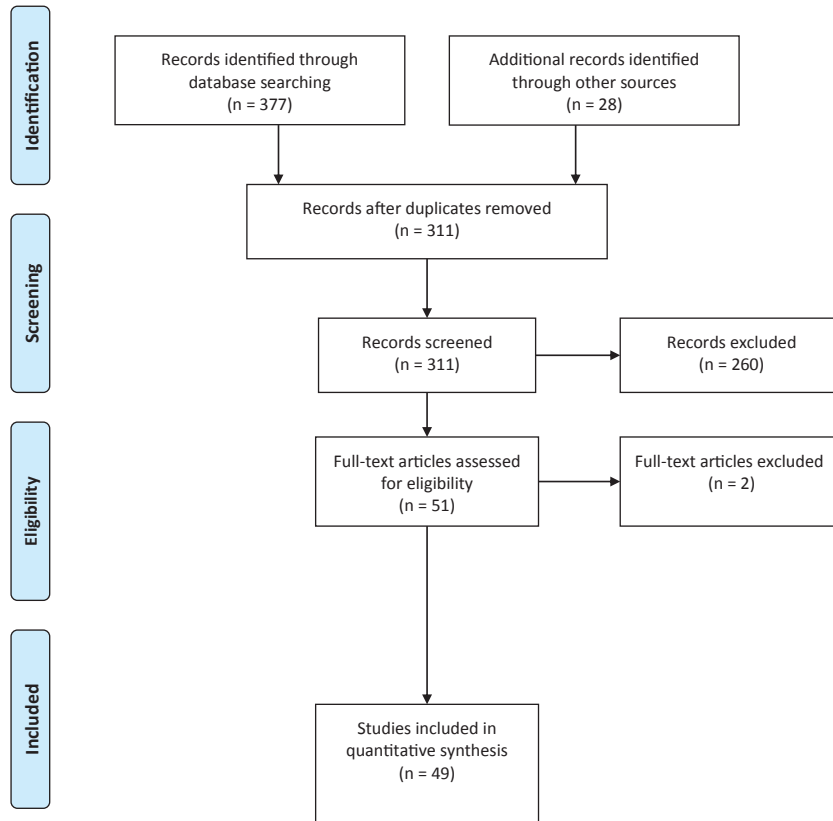 Identification
Records identified through
database searching
(n = 377)
Additional records identified
through other sources
(n = 28)
Records after duplicates removed
(n = 311)
Screening
Records screened
(n = 311)
Records excluded
(n = 260)
Eligibility
Full-text articles assessed
for eligibility
(n = 51)
Full-text articles excluded
(n = 2)
Included
Studies included in
quantitative synthesis
(n = 49)